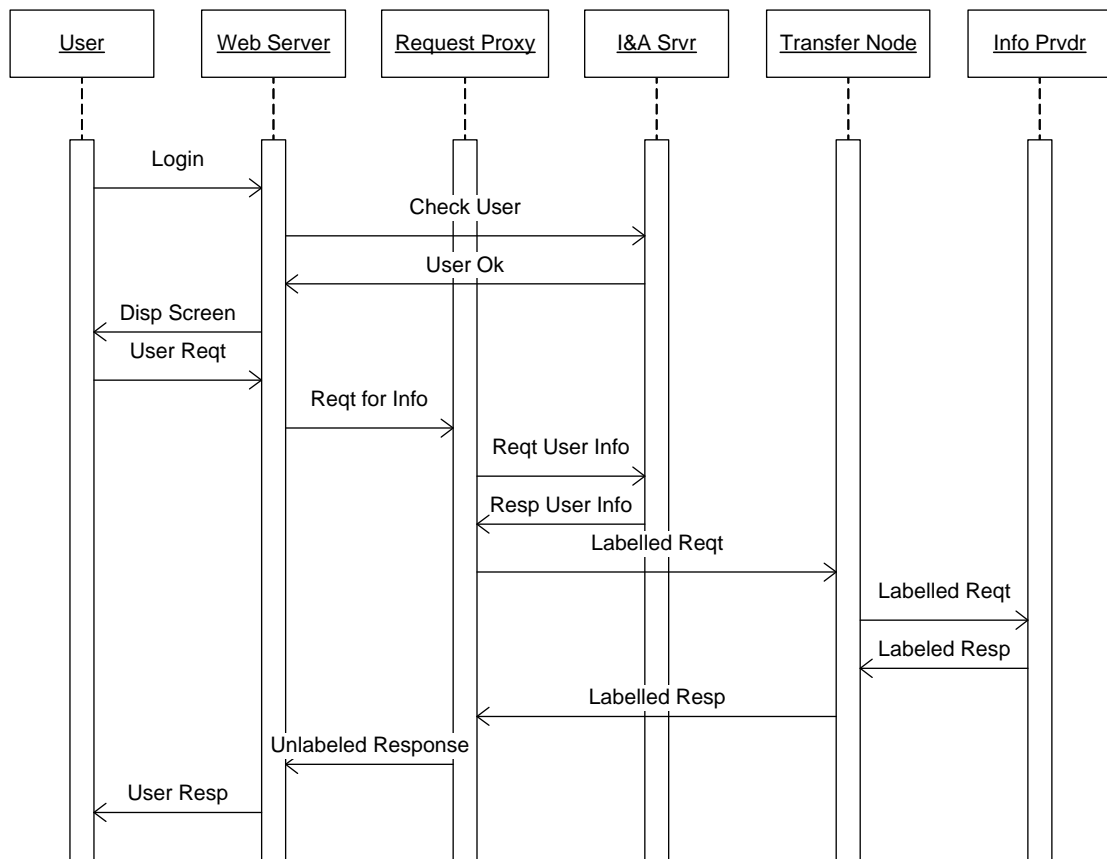 User
Web Server
Request Proxy
I&A Srvr
Transfer Node
Info Prvdr
Login
Check User
User Ok
Disp Screen
User Reqt
Reqt for Info
Reqt User Info
Resp User Info
Labelled Reqt
Labelled Reqt
Labeled Resp
Labelled Resp
Unlabeled Response
User Resp